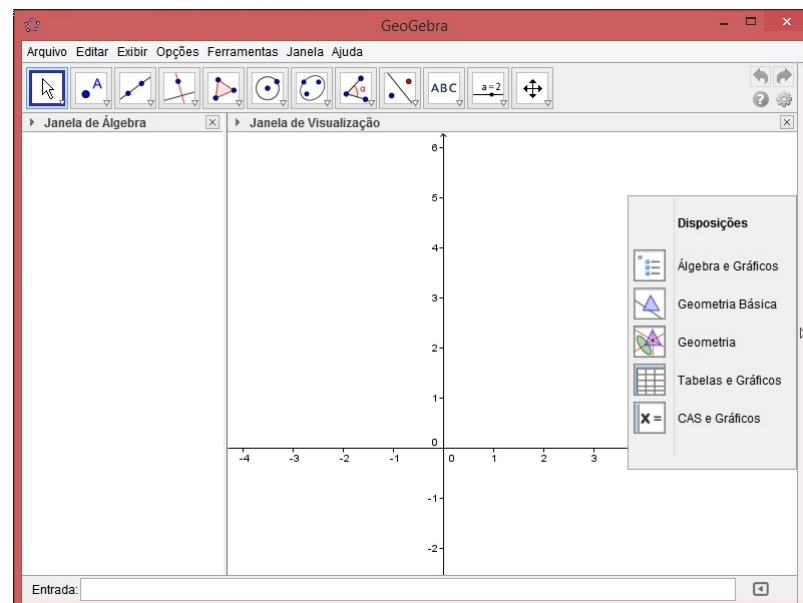 GeoGebra
Arquivo Editar Exibir Opções Ferramentas Janela Ajuda
A
α
ABC
a=2
Janela de Álgebra
Janela de Visualização
6
5
4
3
2
1
0
-4 -3 -2 -1 0 1 2 3
-1
-2
Disposições
Álgebra e Gráficos
Geometria Básica
Geometria
Tabelas e Gráficos
X = CAS e Gráficos
Entrada: